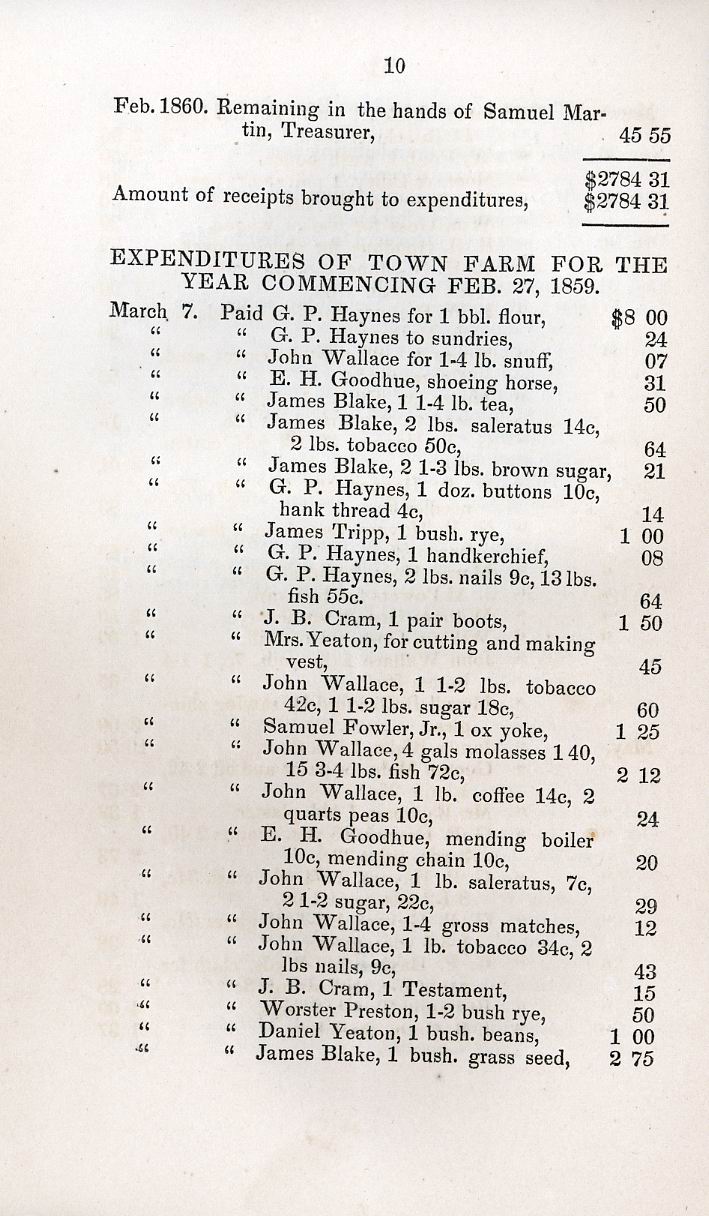 10
Feb. 1860. Remaining in the hands of Samuel Mar-
tin, Treasurer, 45 55
$2784 31
Amount of receipts brought to expenditures, $2784 31
EXPENDITURES OF TOWN FARM FOR THE
YEAR COMMENCING FEB. 27, 1859.
March 7. Paid G. P. Haynes for 1 bbl. flour, $8 00
“ “ G. P. Haynes to sundries, 24
“ “ John Wallace for 1-4 lb. snuff, 07
“ “ E. H. Goodhue, shoeing horse, 31
“ “ James Blake, 1 1-4 lb. tea, 50
“ “ James Blake, 2 lbs. saleratus 14c,
2 lbs. tobacco 50c, 64
“ “ James Blake, 2 1-3 lbs. brown sugar, 21
“ “ G. P. Haynes, 1 doz. buttons 10c,
hank thread 4c, 14
“ “ James Tripp, 1 bush. rye, 1 00
“ “ G. P. Haynes, 1 handkerchief, 08
“ “ G. P. Haynes, 2 lbs. nails 9c, 13 lbs.
fish 55c. 64
“ “ J. B. Cram, 1 pair boots, 1 50
“ “ Mrs. Yeaton, for cutting and making
vest, 45
“ “ John Wallace, 1 1-2 lbs. tobacco
42c, 1 1-2 lbs. sugar 18c, 60
“ “ Samuel Fowler, Jr., 1 ox yoke, 1 25
“ “ John Wallace, 4 gals molasses 1 40,
15 3-4 lbs. fish 72c, 2 12
“ “ John Wallace, 1 lb. coffee 14c, 2
quarts peas 10c, 24
“ “ E. H. Goodhue, mending boiler
10c, mending chain 10c, 20
“ “ John Wallace, 1 lb. saleratus, 7c,
2 1-2 sugar, 22c, 29
“ “ John Wallace, 1-4 gross matches, 12
“ “ John Wallace, 1 lb. tobacco 34c, 2
lbs nails, 9c, 43
“ “ J. B. Cram, 1 Testament, 15
“ “ Worster Preston, 1-2 bush rye, 50
“ “ Daniel Yeaton, 1 bush. beans, 1 00
“ “ James Blake, 1 bush. grass seed, 2 75